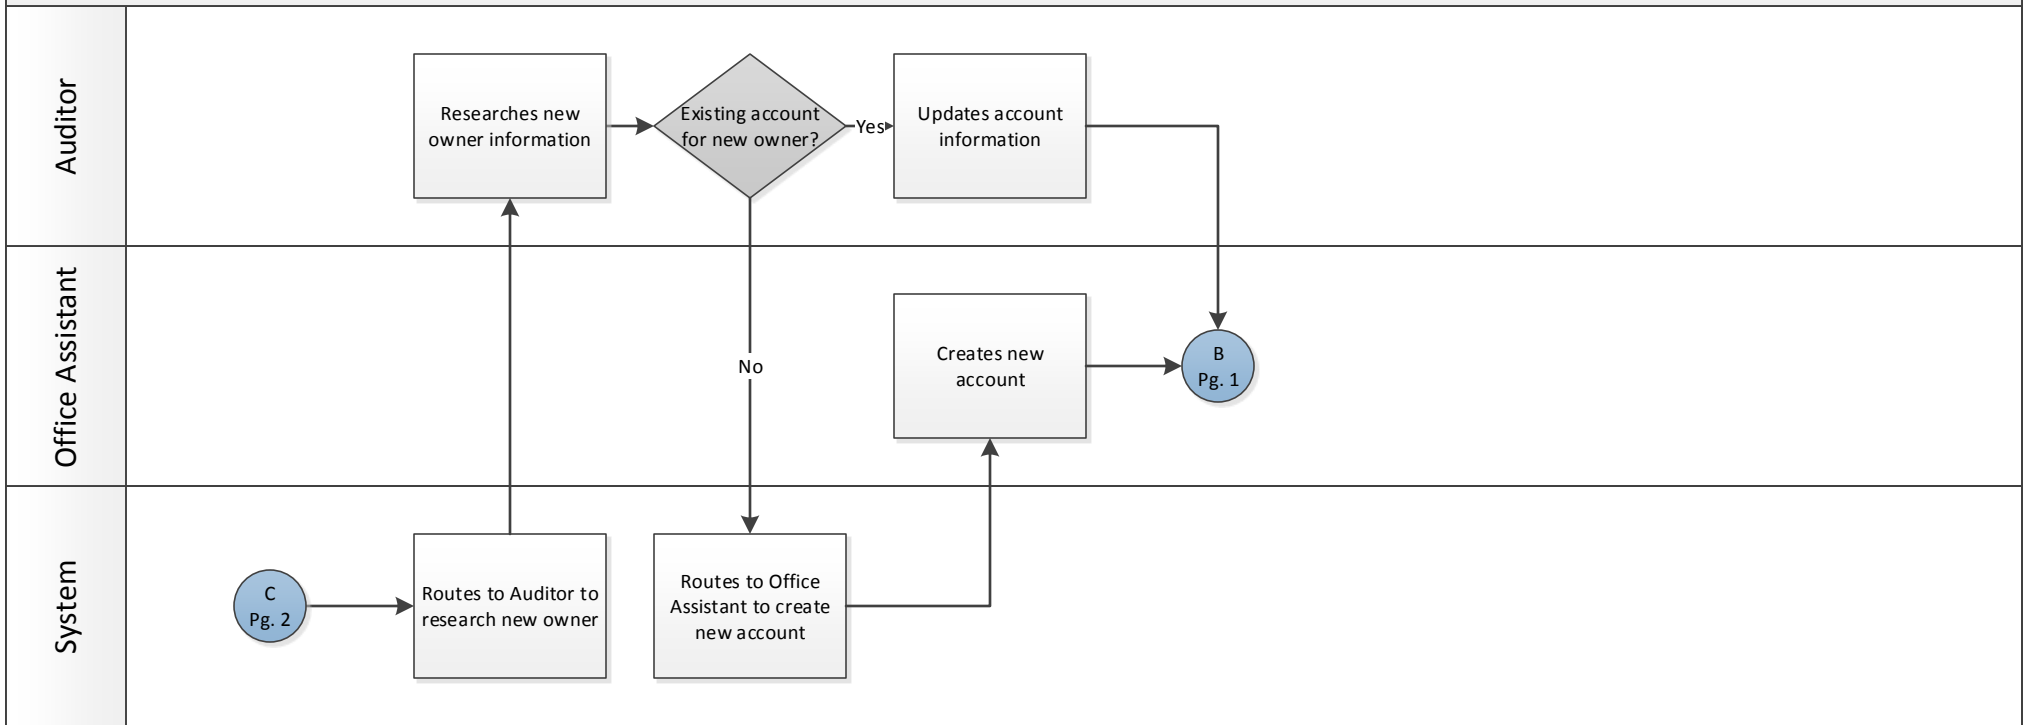 Auditor
Researches new
owner information
Existing account
for new owner?
Yes
Updates account
information
Office Assistant
No
Creates new
account
B
Pg. 1
System
C
Pg. 2
Routes to Auditor to
research new owner
Routes to Office
Assistant to create
new account